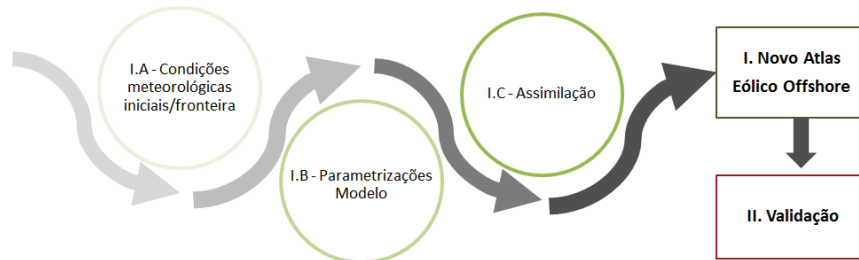 I.A - Condições
meteorológicas
iniciais/fronteira
I.B - Parametrizações
Modelo
I.C - Assimilação
I. Novo Atlas
Eólico Offshore
II. Validação